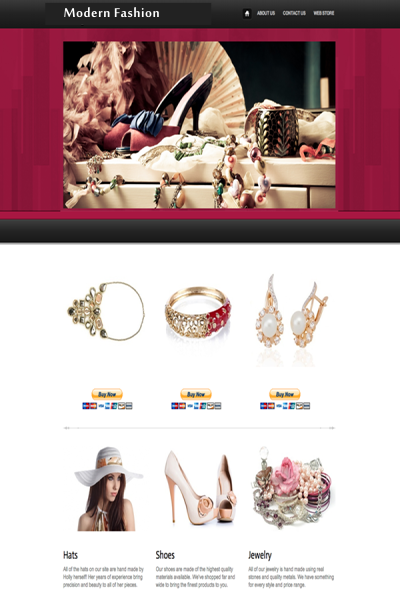 Modern Fashion
ABOUT US CONTACT US WEB STORE
Buy Now Buy Now Buy Now
Hats
All of the hats on our site are hand made by
Holly herself! Her years of experience bring
precision and beauty to all of her pieces.
Shoes
Our shoes are made of the highest quality
materials available. We've shopped far and
wide to bring the finest products to you.
Jewelry
All of our jewelry is hand made using real
stones and quality metals. We have something
for every style and price range.